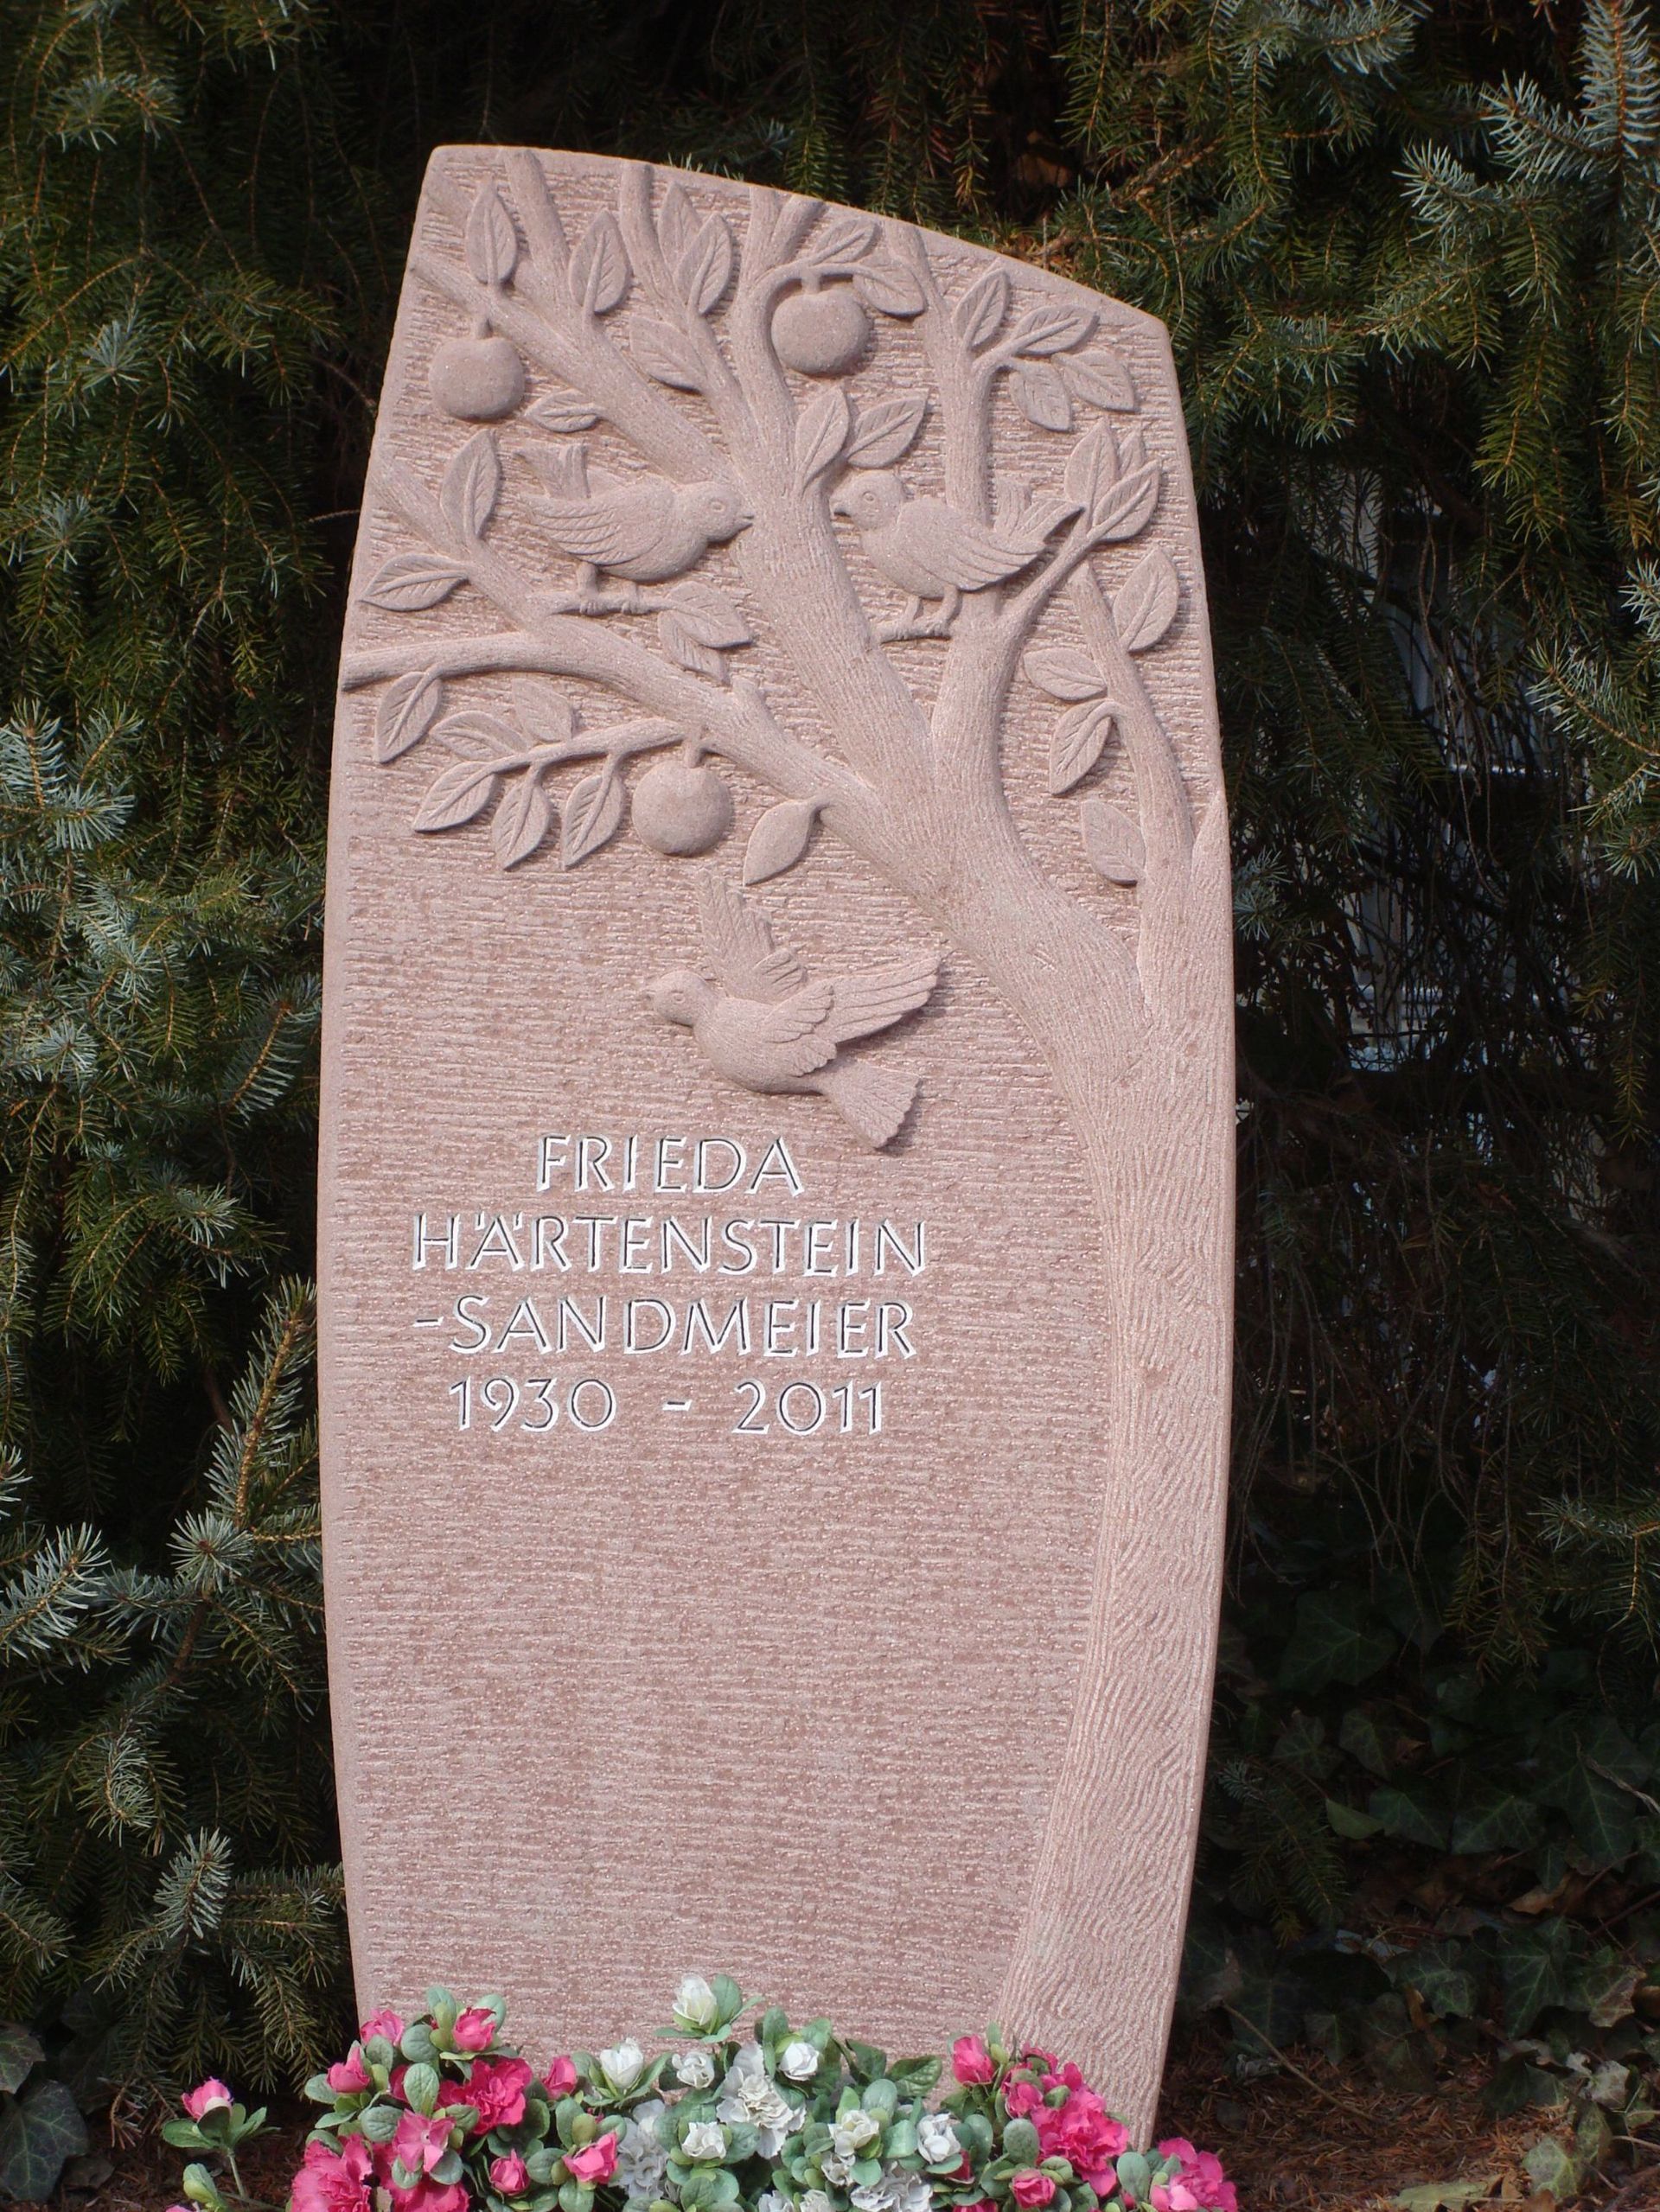 FRIEDA
HÄRTENSTEIN
-SANDMEIER
1930 - 2011